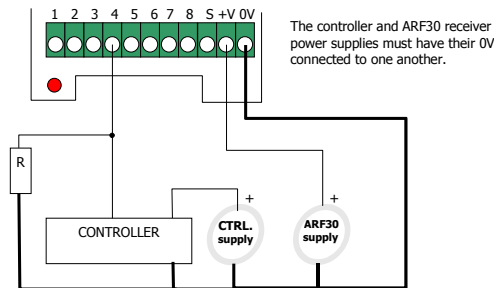 1 2 3 4 5 6 7 8 S +V 0V
The controller and ARF30 receiver
power supplies must have their 0V
connected to one another.
R
+
+
CONTROLLER
CTRL.
supply
ARF30
supply